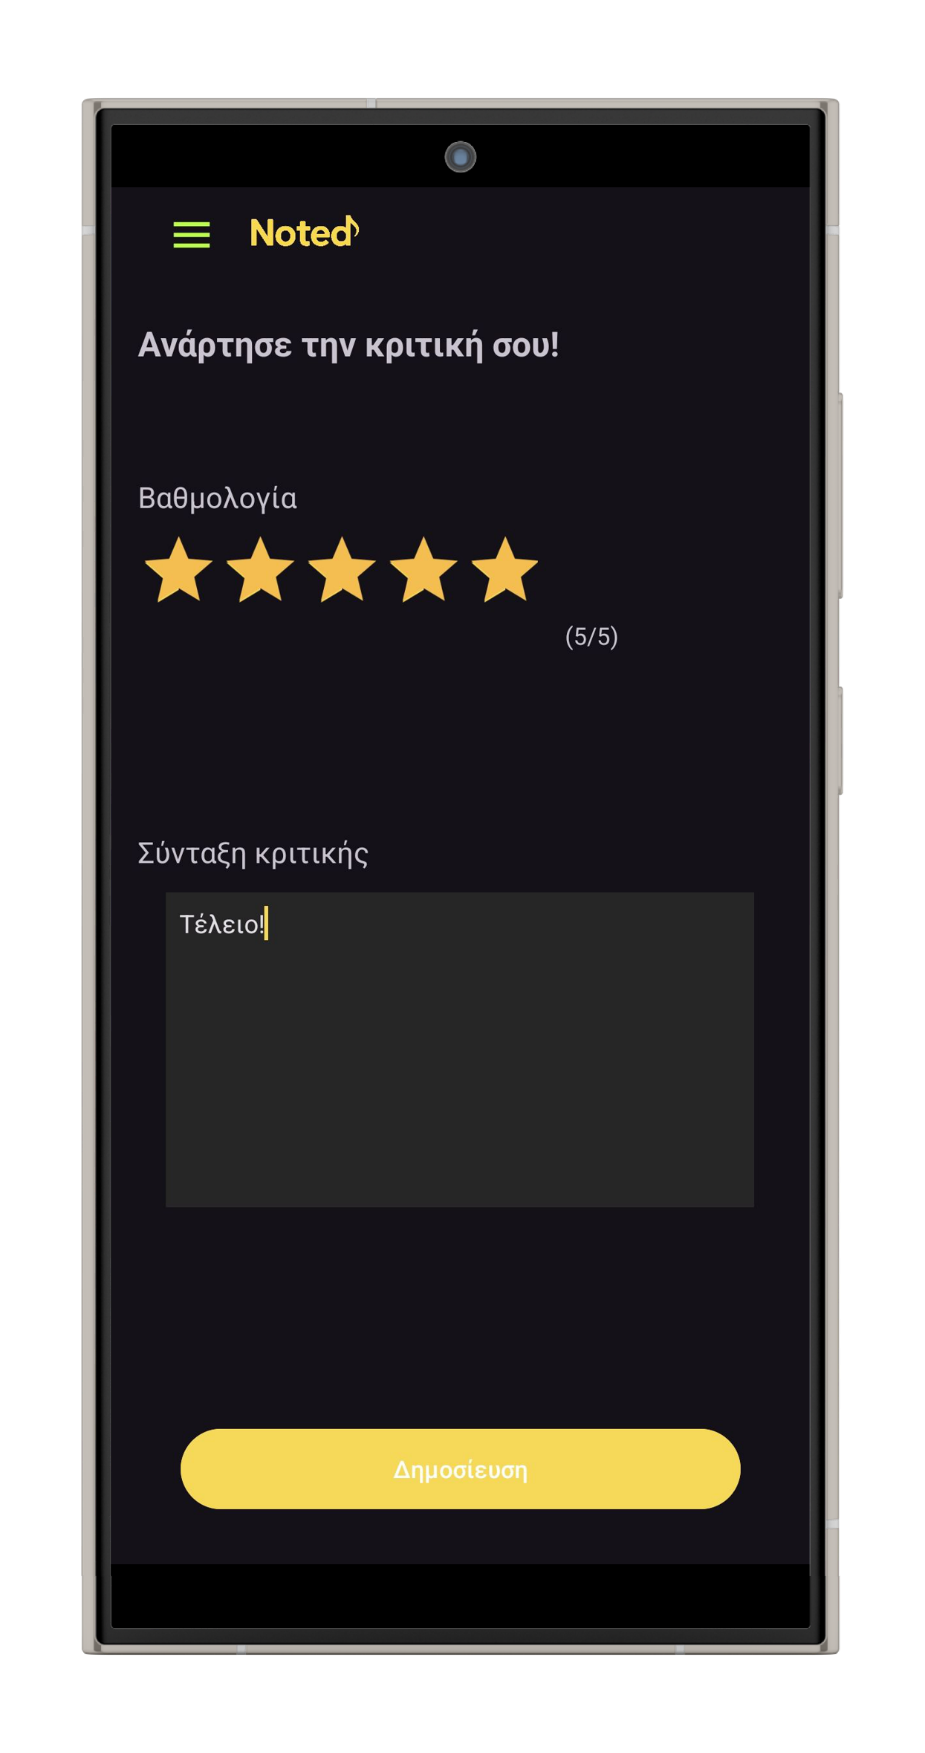 Noted
Ανάρτησε την κριτική σου!
Βαθμολογία
(5/5)
Σύνταξη κριτικής
Τέλειο!
Δημοσίευση